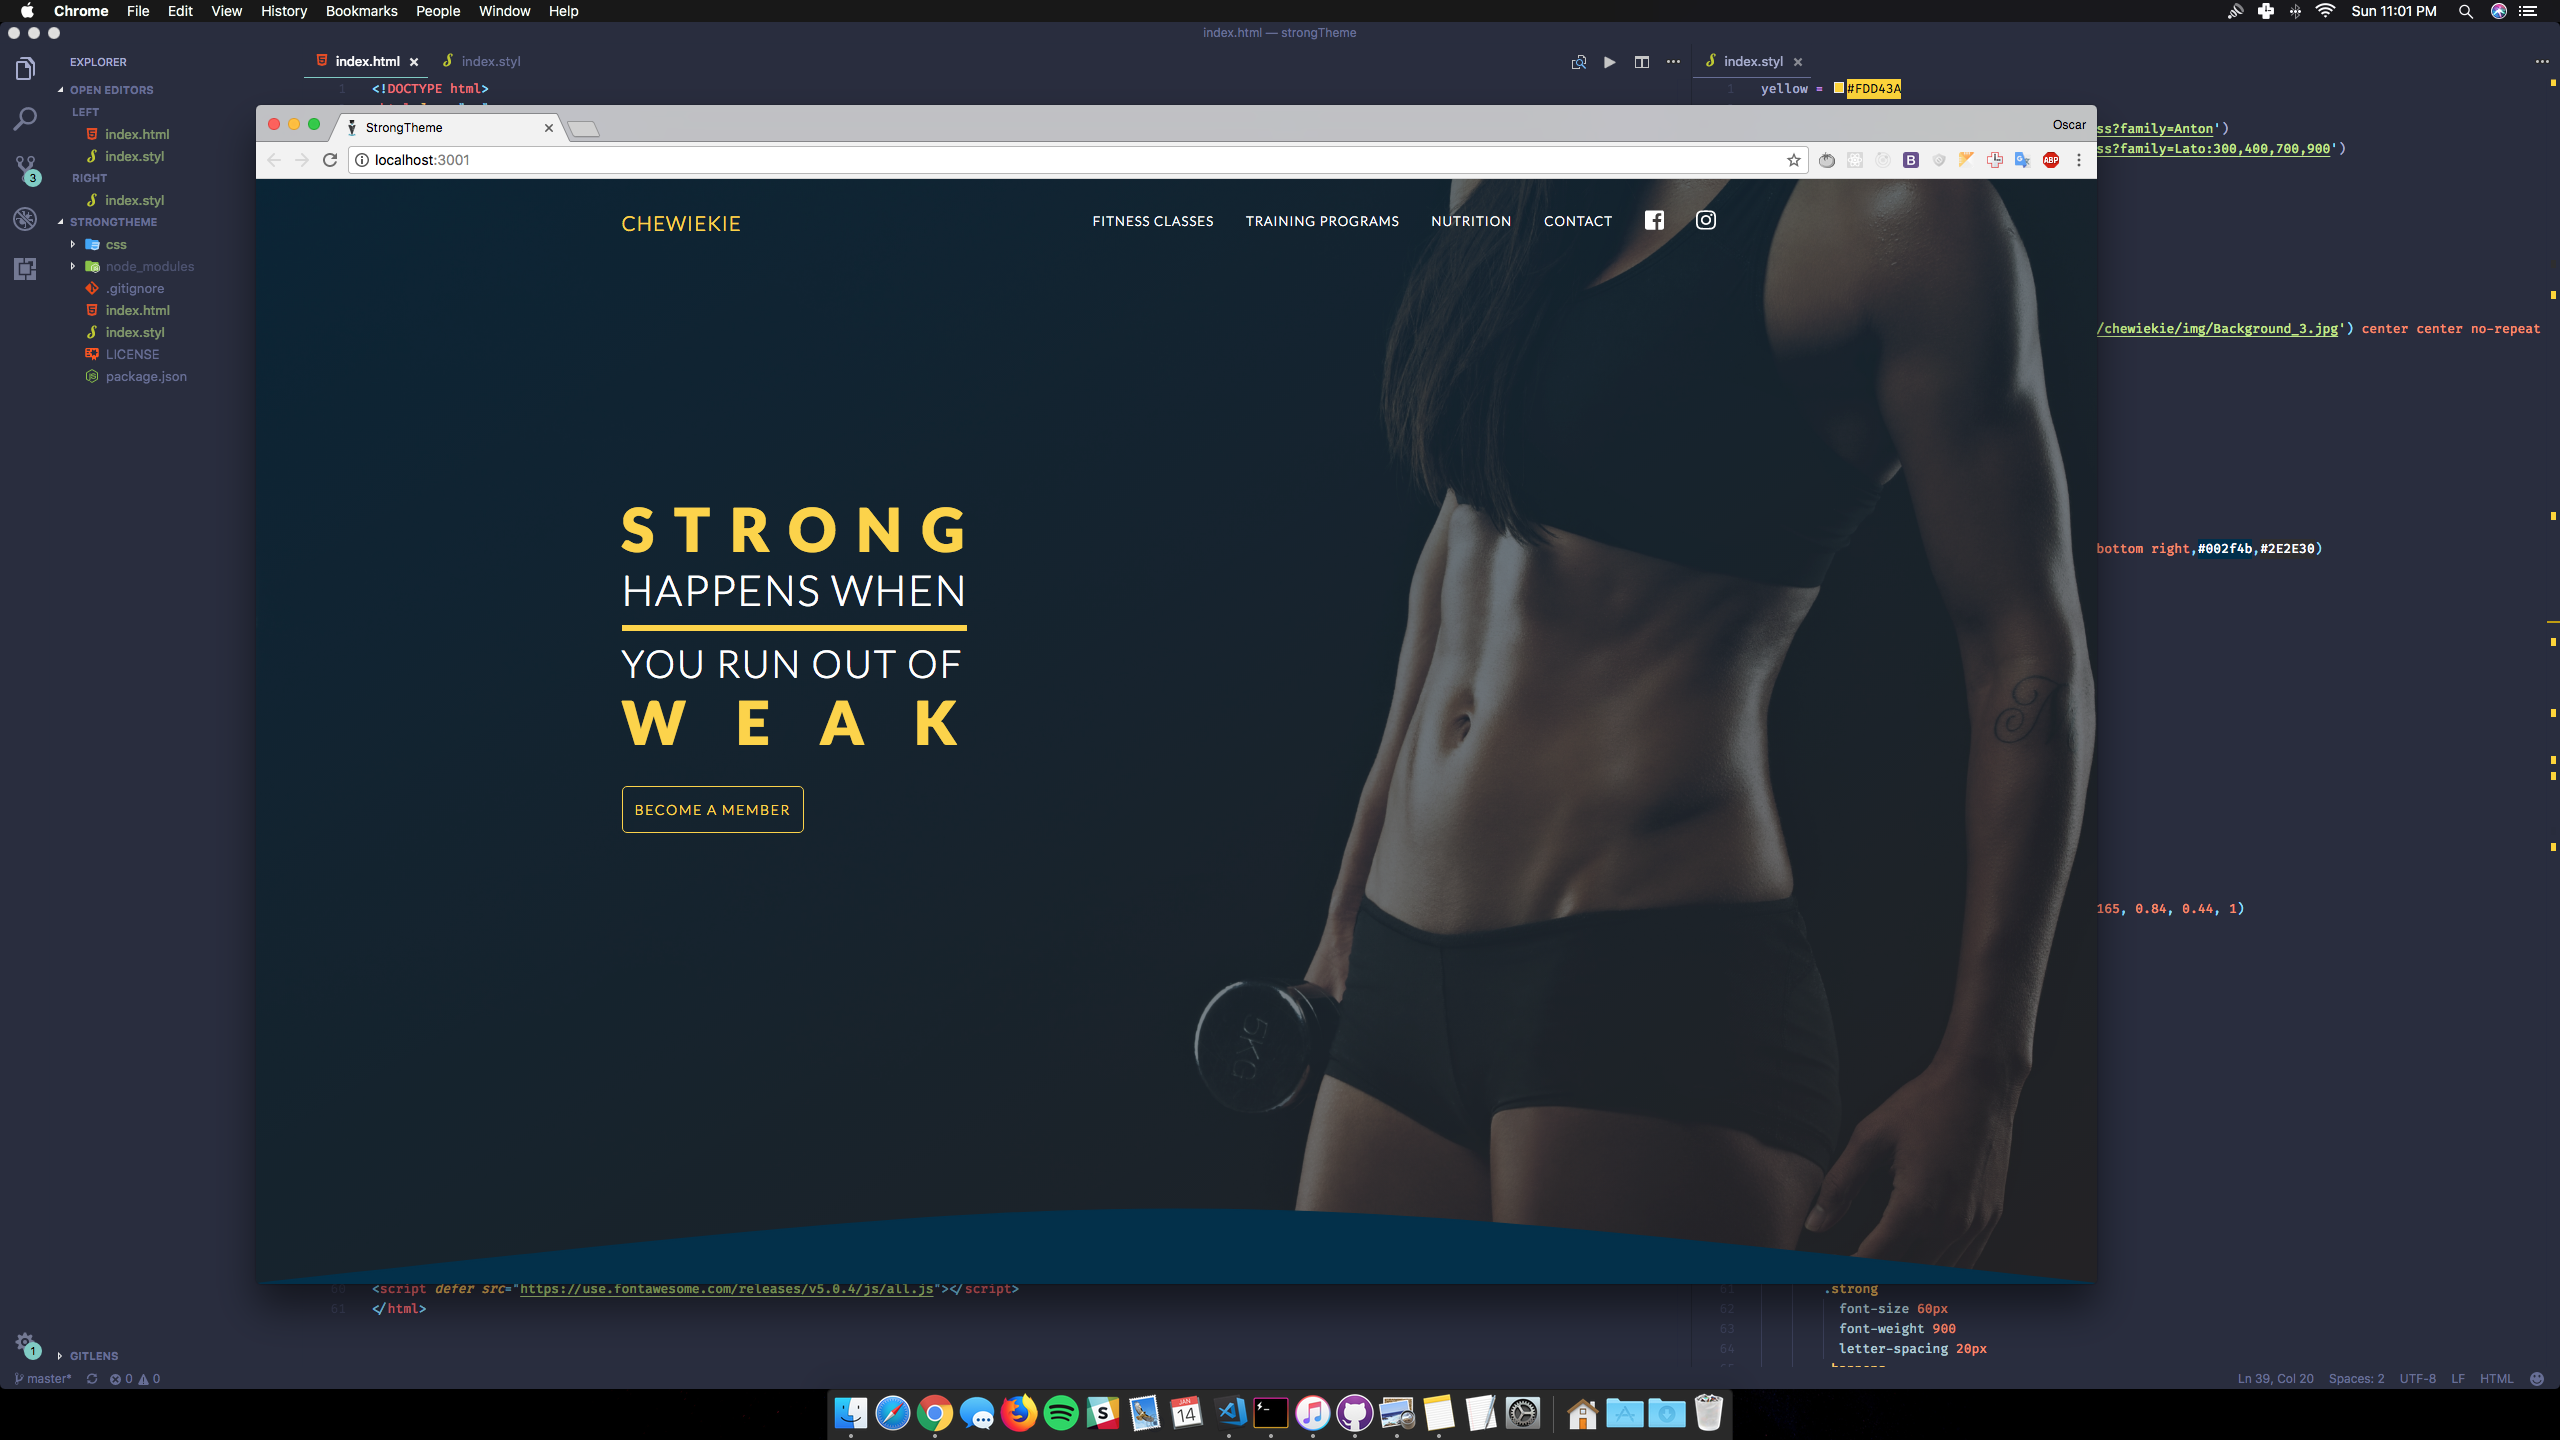 Chrome File Edit View History Bookmarks People Window Help
Sun 11:01 PM
index.html — strongTheme
EXPLORER
OPEN EDITORS
LEFT
index.html
index.styl
RIGHT
index.styl
STRONGTHEME
css
node_modules
.gitignore
index.html
index.styl
LICENSE
package.json
3
1
GITLENS
master* 0 0
index.html index.styl
1 <!DOCTYPE html>
index.styl
1 yellow = #FDD43A
ss?family=Anton')
ss?family=Lato:300,400,700,900')
/chewiekie/img/Background_3.jpg') center center no-repeat
bottom right,#002f4b,#2E2E30)
165, 0.84, 0.44, 1)
StrongTheme
Oscar
localhost:3001
B
ABP
CHEWIEKIE
FITNESS CLASSES TRAINING PROGRAMS NUTRITION CONTACT
STRONG
HAPPENS WHEN
YOU RUN OUT OF
WEAK
BECOME A MEMBER
5KG
<script defer src="https://use.fontawesome.com/releases/v5.0.4/js/all.js"></script>
61 </html>
61 .strong
62 font-size 60px
63 font-weight 900
64 letter-spacing 20px
Ln 39, Col 20 Spaces: 2 UTF-8 LF HTML
JAN
14